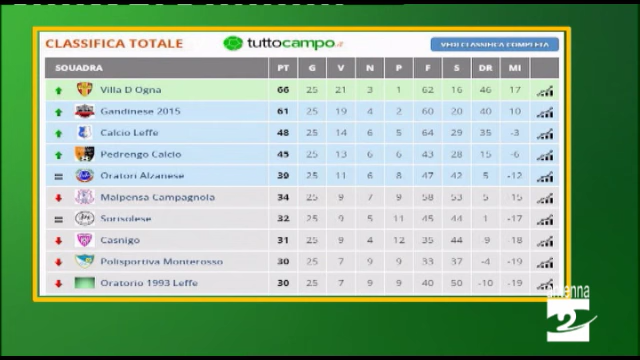 CLASSIFICA TOTALE
tuttocampo.it
VEDI CLASSIFICA COMPLETA
SQUADRA PT G V N P F S DR MI
Villa D Ogna 66 25 21 3 1 62 16 46 17
Gandinese 2015 61 25 19 4 2 60 20 40 10
Calcio Leffe 48 25 14 6 5 64 29 35 -3
Pedrengo Calcio 45 25 13 6 6 43 28 15 -6
Oratori Alzanese 39 25 11 6 8 47 42 5 -12
Malpensa Campagnola 34 25 9 7 9 58 53 5 15
Sorisolese 32 25 9 5 11 45 44 1 -17
Casnigo 31 25 9 4 12 35 44 9 18
Polisportiva Monterosso 30 25 7 9 9 33 37 -4 -19
Oratorio 1993 Leffe 30 25 7 9 9 40 50 -10 -19
antenna
2